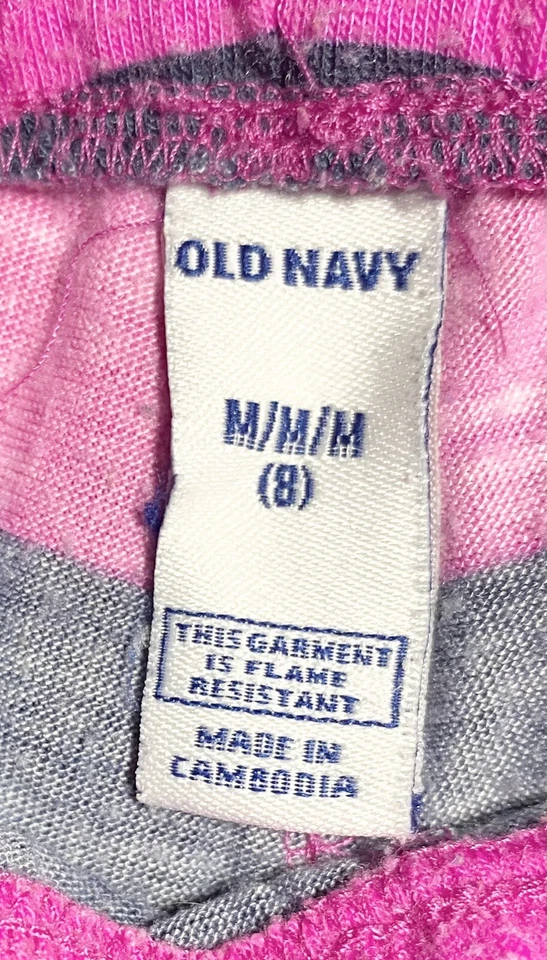 OLD NAVY
M/M/M
(8)
THIS GARMENT
IS FLAME
RESISTANT
MADE IN
CAMBODIA